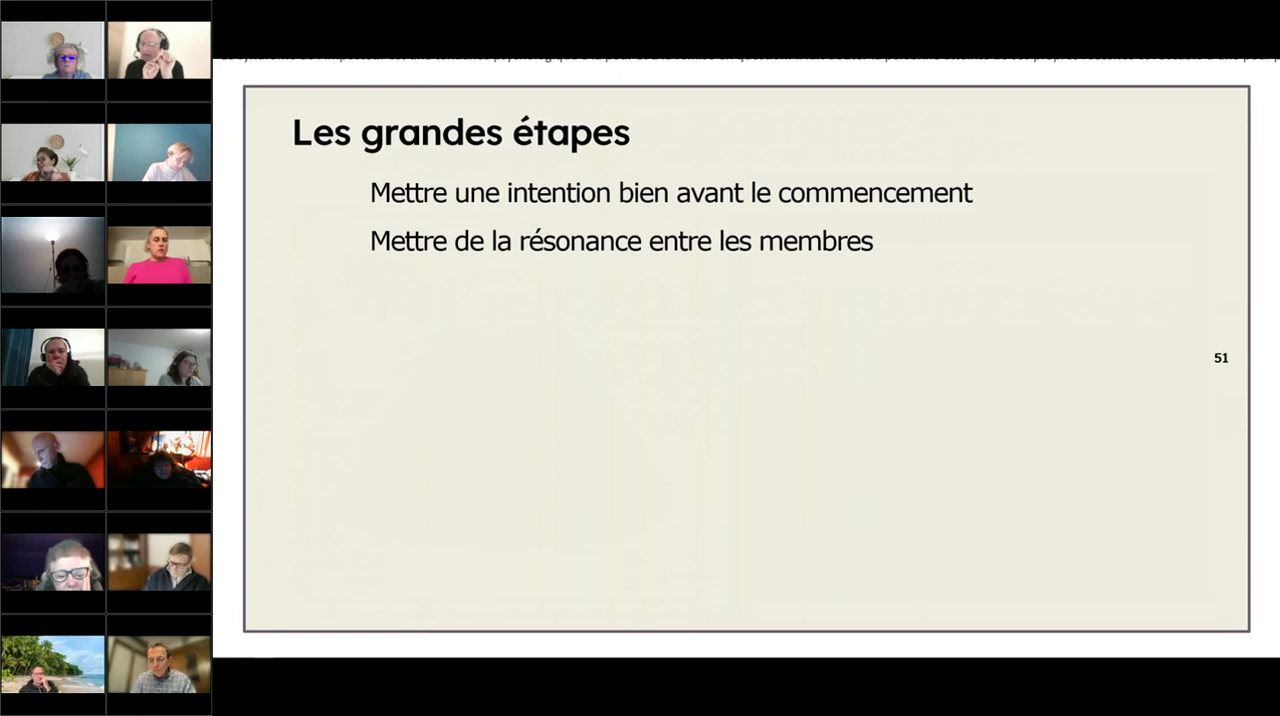 Les grandes étapes
Mettre une intention bien avant le commencement
Mettre de la résonance entre les membres
51